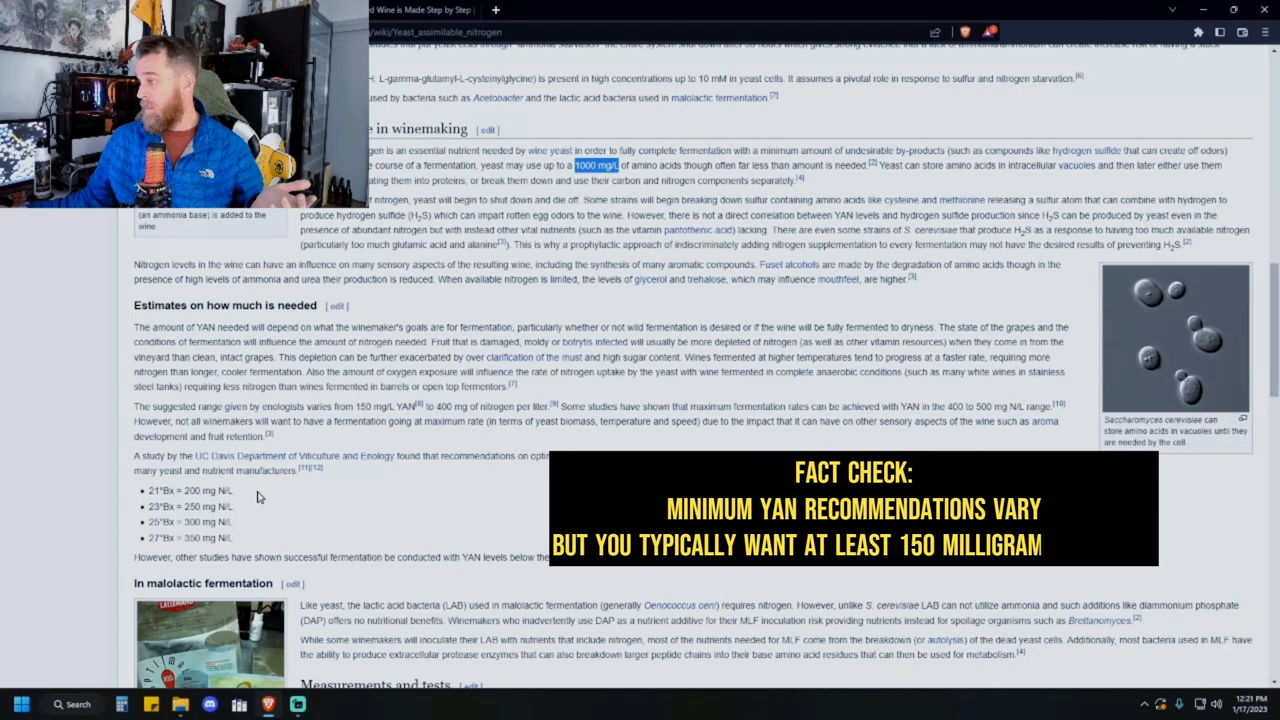 ed Wine is Made Step by Step |
/wiki/Yeast_assimilable_nitrogen
H: L-gamma-glutamyl-L-cysteinylglycine) is present in high concentrations up to 10 mM in yeast cells. It assumes a pivotal role in response to sulfur and nitrogen starvation.[6]
used by bacteria such as Acetobacter and the lactic acid bacteria used in malolactic fermentation.[7]
e in winemaking [ edit ]
gen is an essential nutrient needed by wine yeast in order to fully complete fermentation with a minimum amount of undesirable by-products (such as compounds like hydrogen sulfide that can create off odors)
e course of a fermentation, yeast may use up to a 1000 mg/L of amino acids though often far less than amount is needed.[2] Yeast can store amino acids in intracellular vacuoles and then later either use them
ating them into proteins, or break them down and use their carbon and nitrogen components separately.[4]
of nitrogen, yeast will begin to shut down and die off. Some strains will begin breaking down sulfur containing amino acids like cysteine and methionine releasing a sulfur atom that can combine with hydrogen to
produce hydrogen sulfide (H2S) which can impart rotten egg odors to the wine. However, there is not a direct correlation between YAN levels and hydrogen sulfide production since H2S can be produced by yeast even in the
presence of abundant nitrogen but with instead other vital nutrients (such as the vitamin pantothenic acid) lacking. There are even some strains of S. cerevisiae that produce H2S as a response to having too much available nitrogen
(particularly too much glutamic acid and alanine[3]). This is why a prophylactic approach of indiscriminately adding nitrogen supplementation to every fermentation may not have the desired results of preventing H2S.[2]
(an ammonia base) is added to the
wine
Nitrogen levels in the wine can have an influence on many sensory aspects of the resulting wine, including the synthesis of many aromatic compounds. Fusel alcohols are made by the degradation of amino acids though in the
presence of high levels of ammonia and urea their production is reduced. When available nitrogen is limited, the levels of glycerol and trehalose, which may influence mouthfeel, are higher.[3]
Estimates on how much is needed [ edit ]
The amount of YAN needed will depend on what the winemaker's goals are for fermentation, particularly whether or not wild fermentation is desired or if the wine will be fully fermented to dryness. The state of the grapes and the
conditions of fermentation will influence the amount of nitrogen needed. Fruit that is damaged, moldy or botrytis infected will usually be more depleted of nitrogen (as well as other vitamin resources) when they come in from the
vineyard than clean, intact grapes. This depletion can be further exacerbated by over clarification of the must and high sugar content. Wines fermented at higher temperatures tend to progress at a faster rate, requiring more
nitrogen than longer, cooler fermentation. Also the amount of oxygen exposure will influence the rate of nitrogen uptake by the yeast with wine fermented in complete anaerobic conditions (such as many white wines in stainless
steel tanks) requiring less nitrogen than wines fermented in barrels or open top fermentors.[7]
The suggested range given by enologists varies from 150 mg/L YAN[8] to 400 mg of nitrogen per liter.[9] Some studies have shown that maximum fermentation rates can be achieved with YAN in the 400 to 500 mg N/L range.[10]
However, not all winemakers will want to have a fermentation going at maximum rate (in terms of yeast biomass, temperature and speed) due to the impact that it can have on other sensory aspects of the wine such as aroma
development and fruit retention.[3]
Saccharomyces cerevisiae can
store amino acids in vacuoles until they
are needed by the cell.
A study by the UC Davis Department of Viticulture and Enology found that recommendations on opti
many yeast and nutrient manufacturers.[11][12]
• 21°Bx = 200 mg N/L
• 23°Bx = 250 mg N/L
• 25°Bx = 300 mg N/L
• 27°Bx = 350 mg N/L
FACT CHECK:
MINIMUM YAN RECOMMENDATIONS VARY
BUT YOU TYPICALLY WANT AT LEAST 150 MILLIGRAM
However, other studies have shown successful fermentation be conducted with YAN levels below the
In malolactic fermentation [ edit ]
LALLEMAND
Like yeast, the lactic acid bacteria (LAB) used in malolactic fermentation (generally Oenococcus oeni) requires nitrogen. However, unlike S. cerevisiae LAB can not utilize ammonia and such additions like diammonium phosphate
(DAP) offers no nutritional benefits. Winemakers who inadvertently use DAP as a nutrient additive for their MLF inoculation risk providing nutrients instead for spoilage organisms such as Brettanomyces.[2]
While some winemakers will inoculate their LAB with nutrients that include nitrogen, most of the nutrients needed for MLF come from the breakdown (or autolysis) of the dead yeast cells. Additionally, most bacteria used in MLF have
the ability to produce extracellular protease enzymes that can also breakdown larger peptide chains into their base amino acid residues that can then be used for metabolism.[4]
Measurements and tests [ edit ]
Search
12:21 PM
1/17/2023